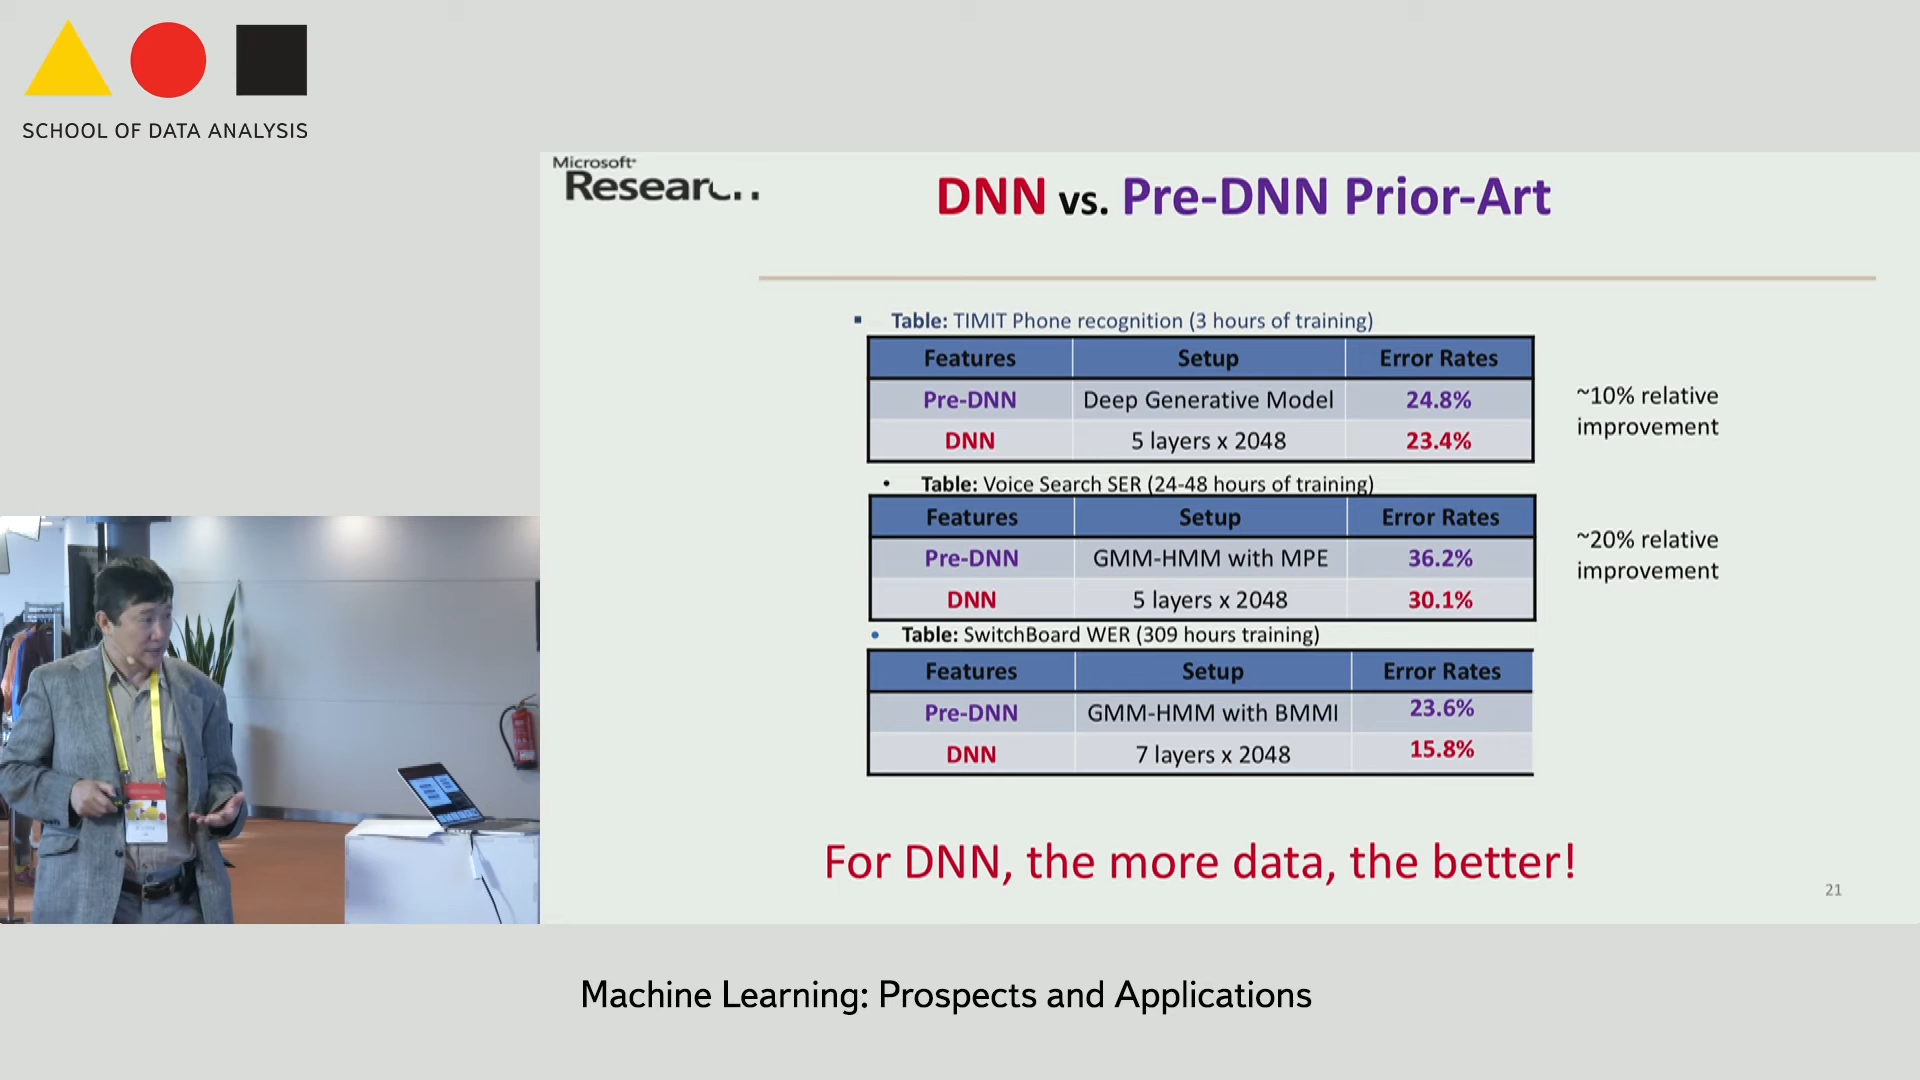 SCHOOL OF DATA ANALYSIS
Microsoft
Research
DNN vs. Pre-DNN Prior-Art
▪ Table: TIMIT Phone recognition (3 hours of training)
Features Setup Error Rates
Pre-DNN Deep Generative Model 24.8%
DNN 5 layers x 2048 23.4%
~10% relative
improvement
• Table: Voice Search SER (24-48 hours of training)
Features Setup Error Rates
Pre-DNN GMM-HMM with MPE 36.2%
DNN 5 layers x 2048 30.1%
~20% relative
improvement
• Table: SwitchBoard WER (309 hours training)
Features Setup Error Rates
Pre-DNN GMM-HMM with BMMI 23.6%
DNN 7 layers x 2048 15.8%
For DNN, the more data, the better!
21
Machine Learning: Prospects and Applications